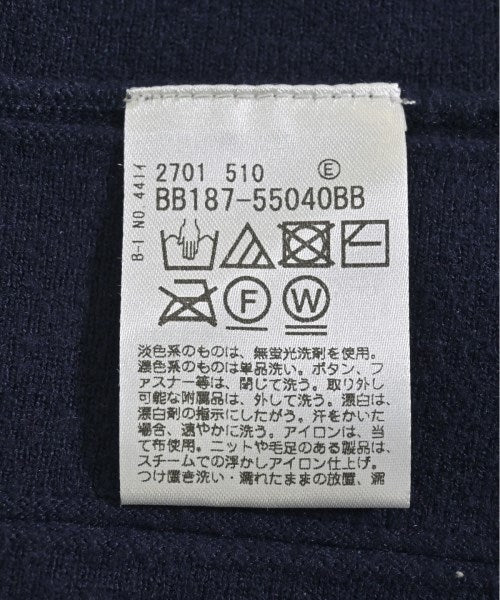 2701 510 E
BB187-55040BB
B-1 NO 4414
F W
淡色系のものは、無蛍光洗剤を使用。
濃色系のものは単品洗い。ボタン、フ
ァスナー等は、閉じて洗う。取り外し
可能な附属品は、外して洗う。漂白は、
漂白剤の指示にしたがう。汗をかいた
場合、速やかに洗う。アイロンは、当
て布使用。ニットや毛足のある製品は、
スチームでの浮かしアイロン仕上げ。
つけ置き洗い・濡れたままの放置、濡